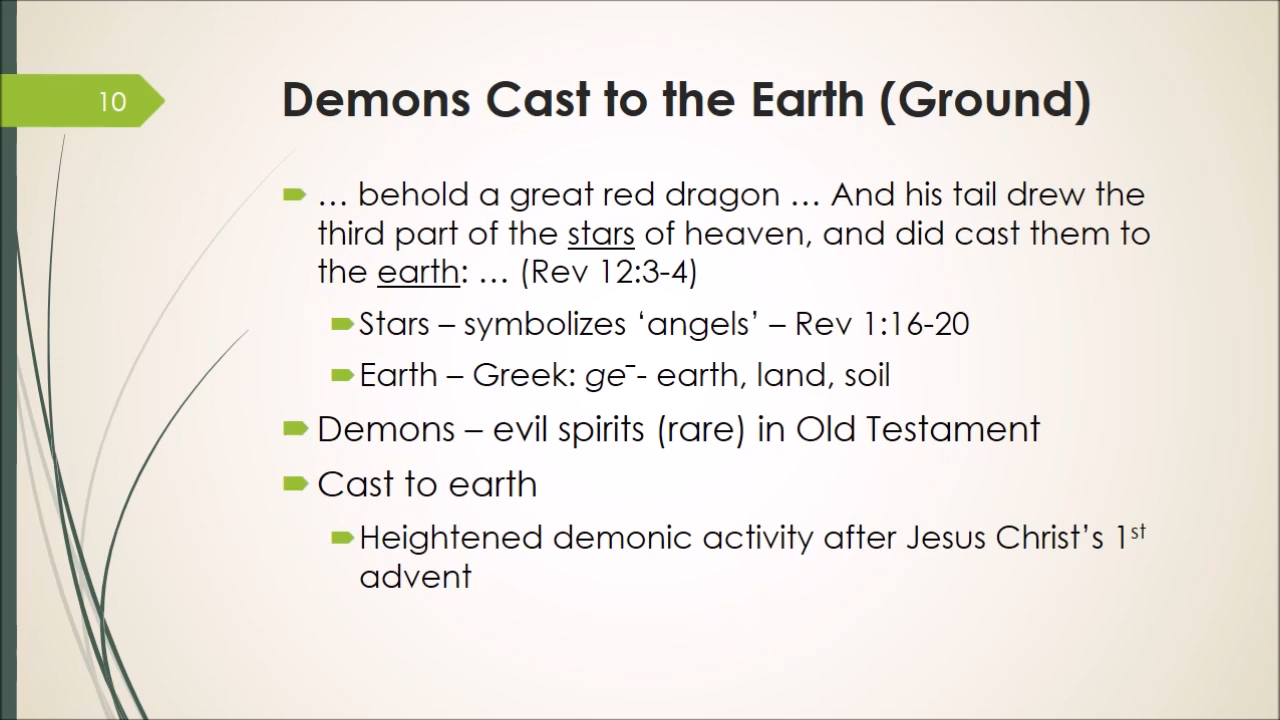 10
Demons Cast to the Earth (Ground)
… behold a great red dragon … And his tail drew the
third part of the stars of heaven, and did cast them to
the earth: … (Rev 12:3-4)
Stars – symbolizes ‘angels’ – Rev 1:16-20
Earth – Greek: geˉ- earth, land, soil
Demons – evil spirits (rare) in Old Testament
Cast to earth
Heightened demonic activity after Jesus Christ’s 1st
advent